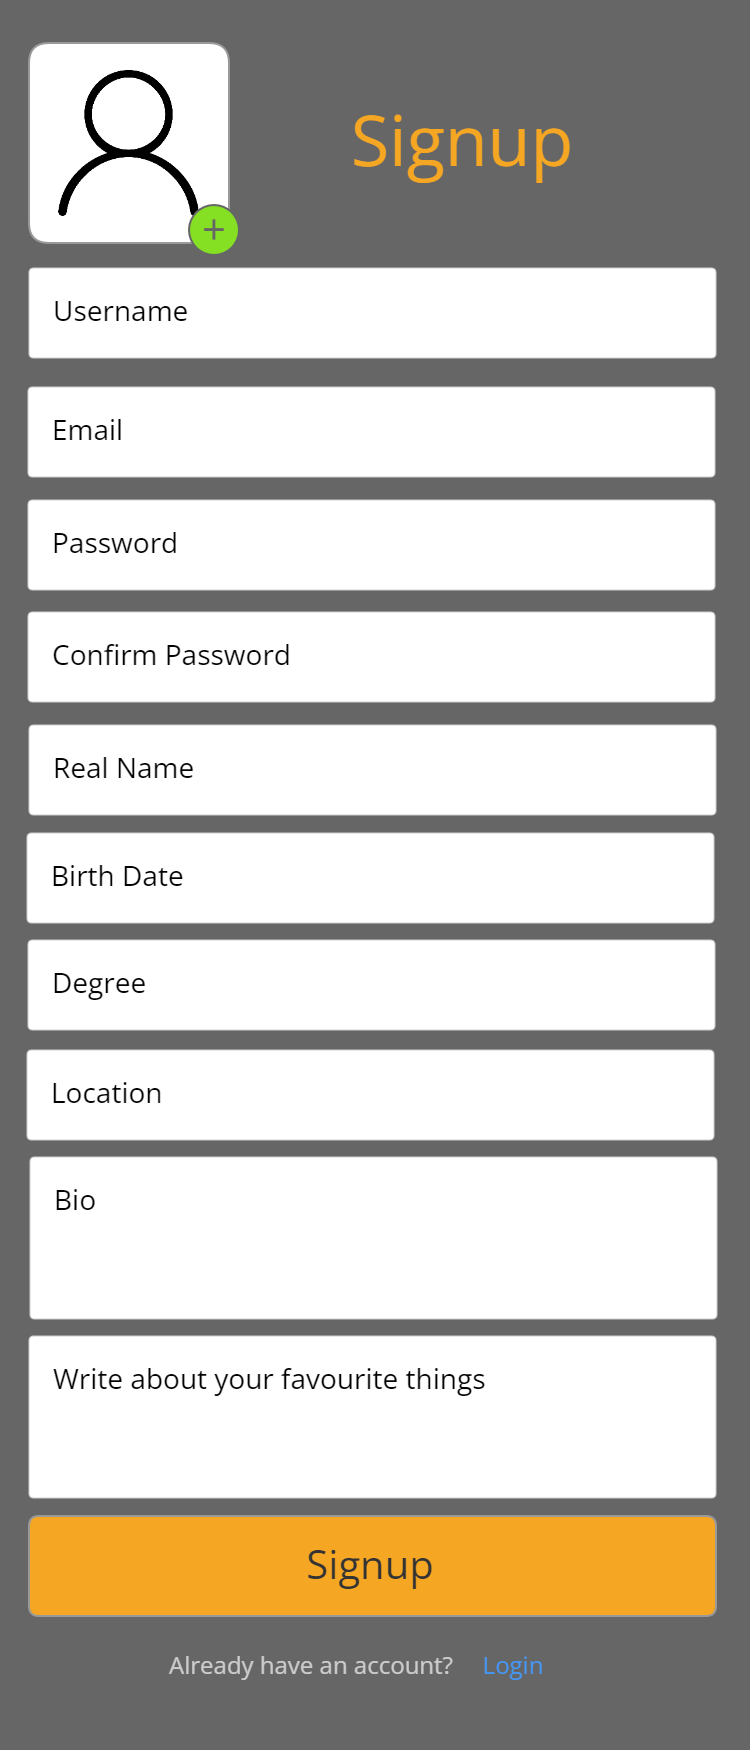 Signup
+
Username
Email
Password
Confirm Password
Real Name
Birth Date
Degree
Location
Bio
Write about your favourite things
Signup
Already have an account? Login